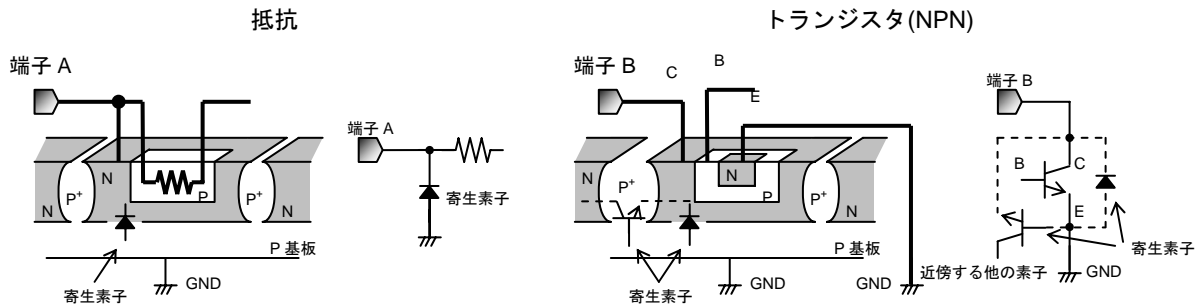 抵抗
端子 A
N
P+
N
P
P+
N
P 基板
GND
寄生素子
端子 A
寄生素子
トランジスタ(NPN)
端子 B
C
B
E
N
P+
N
P
P+
N
P 基板
GND
GND
寄生素子
端子 B
B
C
E
寄生素子
近傍する他の素子
GND